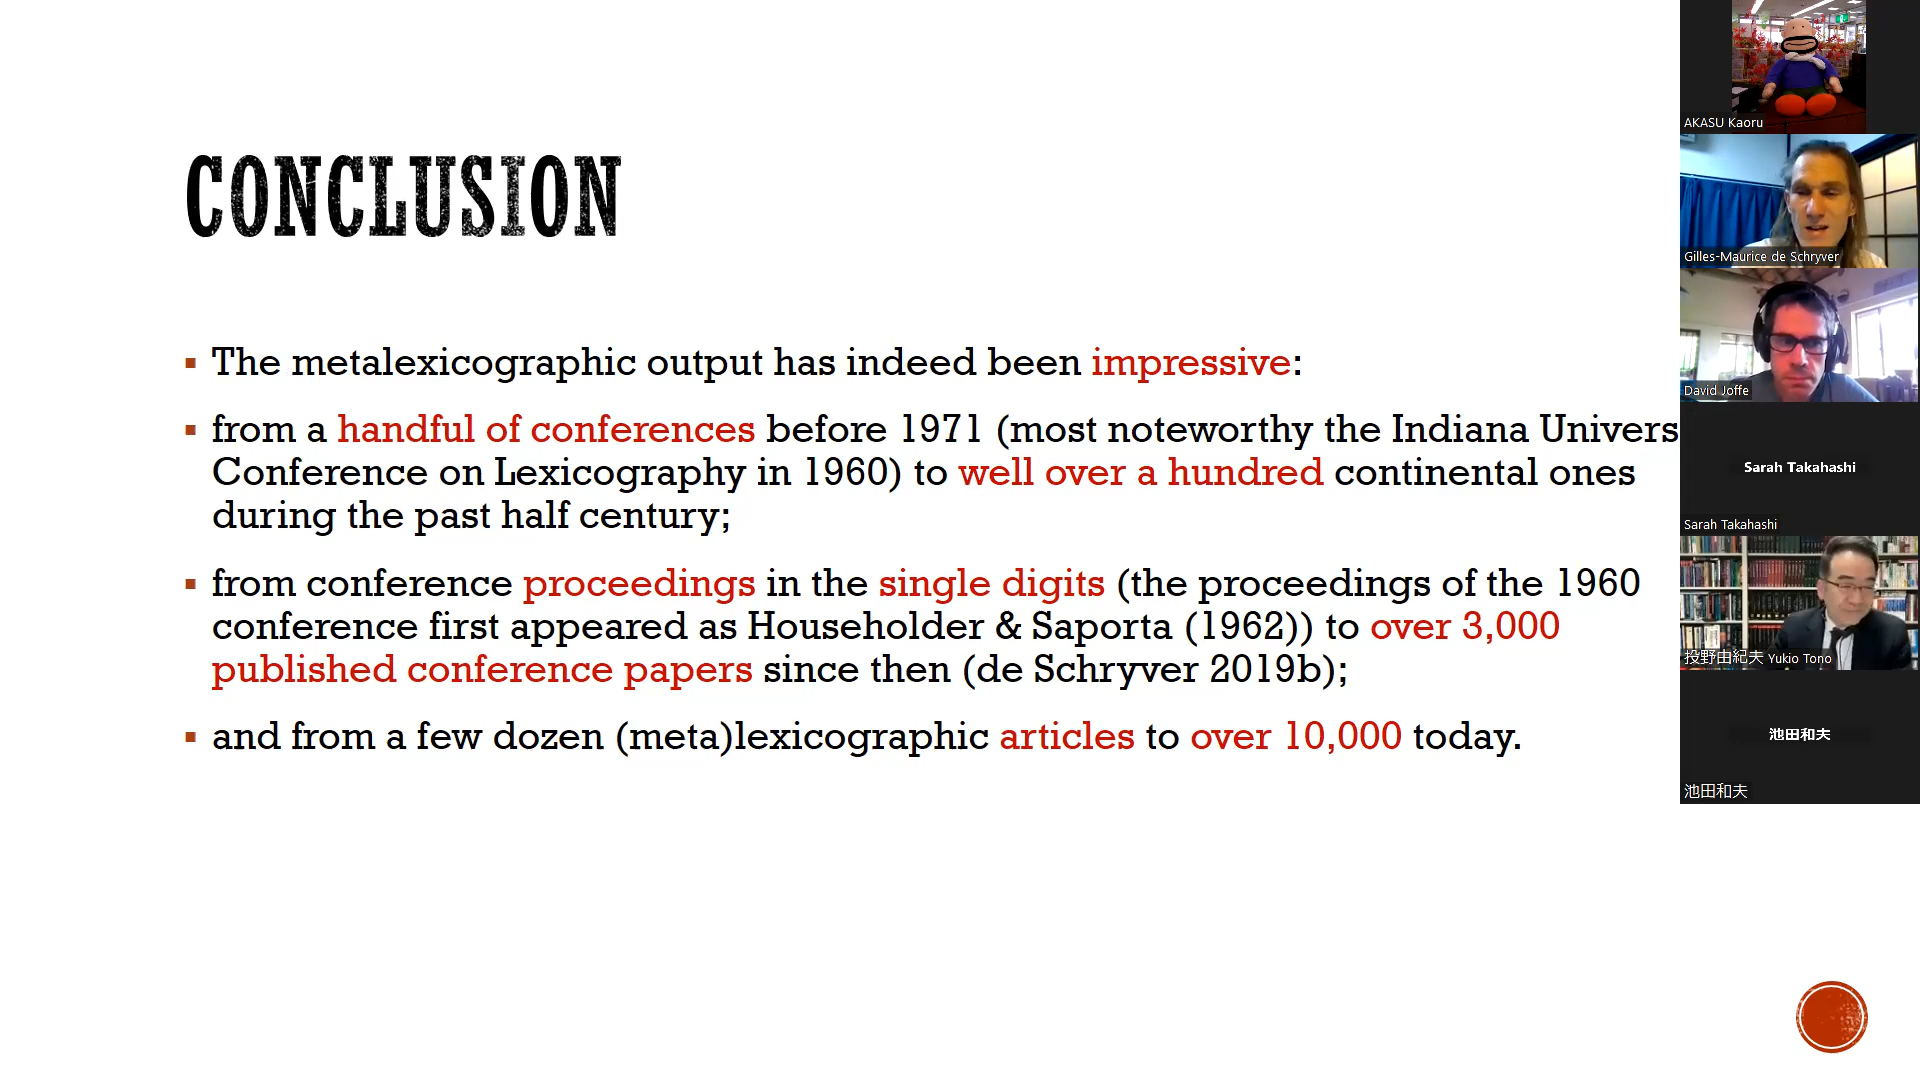 CONCLUSION
▪ The metalexicographic output has indeed been impressive:
▪ from a handful of conferences before 1971 (most noteworthy the Indiana Univers
Conference on Lexicography in 1960) to well over a hundred continental ones
during the past half century;
▪ from conference proceedings in the single digits (the proceedings of the 1960
conference first appeared as Householder & Saporta (1962)) to over 3,000
published conference papers since then (de Schryver 2019b);
▪ and from a few dozen (meta)lexicographic articles to over 10,000 today.
AKASU Kaoru
Gilles-Maurice de Schryver
David Joffe
Sarah Takahashi
Sarah Takahashi
投野由紀夫 Yukio Tono
池田和夫
池田和夫